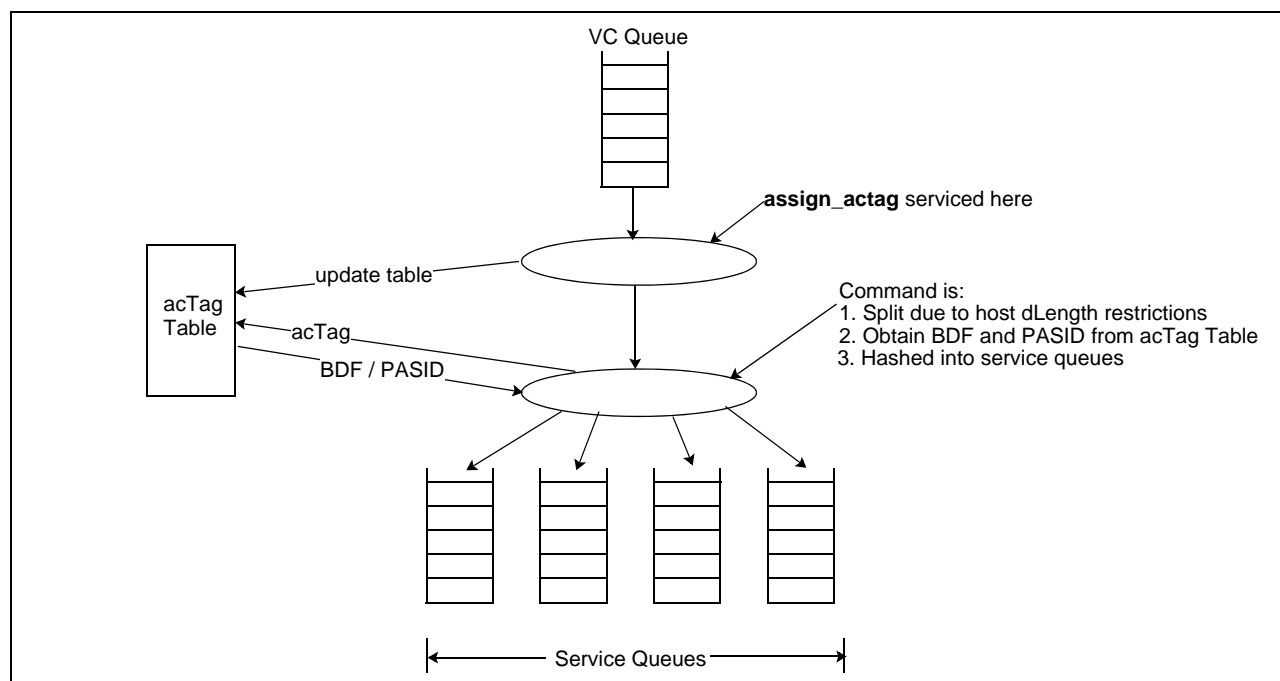 VC Queue
assign_actag serviced here
update table
acTag
Table
acTag
BDF / PASID
Command is:
1. Split due to host dLength restrictions
2. Obtain BDF and PASID from acTag Table
3. Hashed into service queues
Service Queues